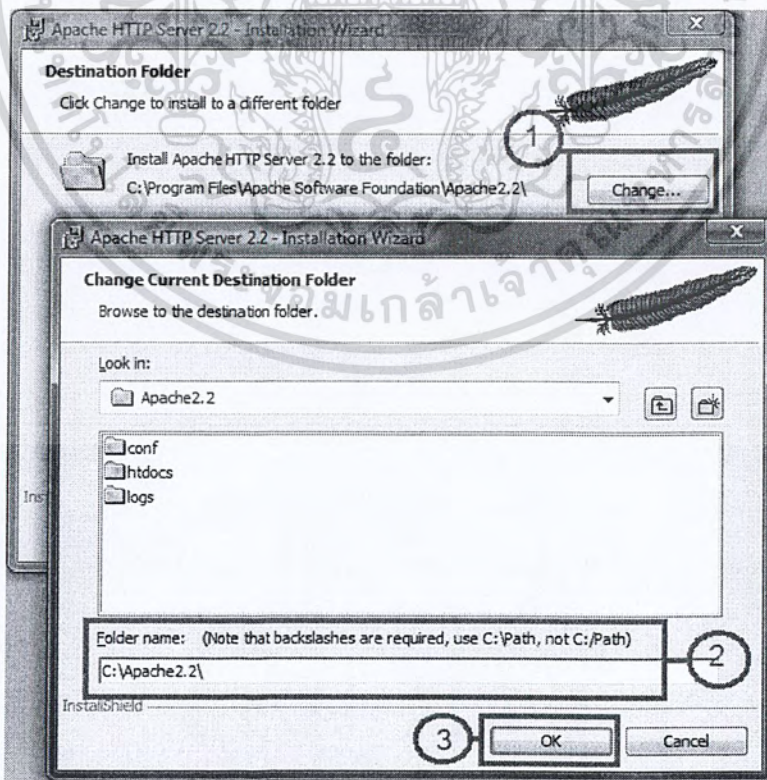 Apache HTTP Server 2.2 - Installation Wizard
Destination Folder
Click Change to install to a different folder
1
Install Apache HTTP Server 2.2 to the folder:
C:\Program Files\Apache Software Foundation\Apache2.2\
Change...
Apache HTTP Server 2.2 - Installation Wizard
Change Current Destination Folder
Browse to the destination folder.
Look in:
Apache2.2
conf
htdocs
logs
Folder name: (Note that backslashes are required, use C:\Path, not C:/Path)
C:\Apache2.2\
2
InstallShield
3
OK
Cancel